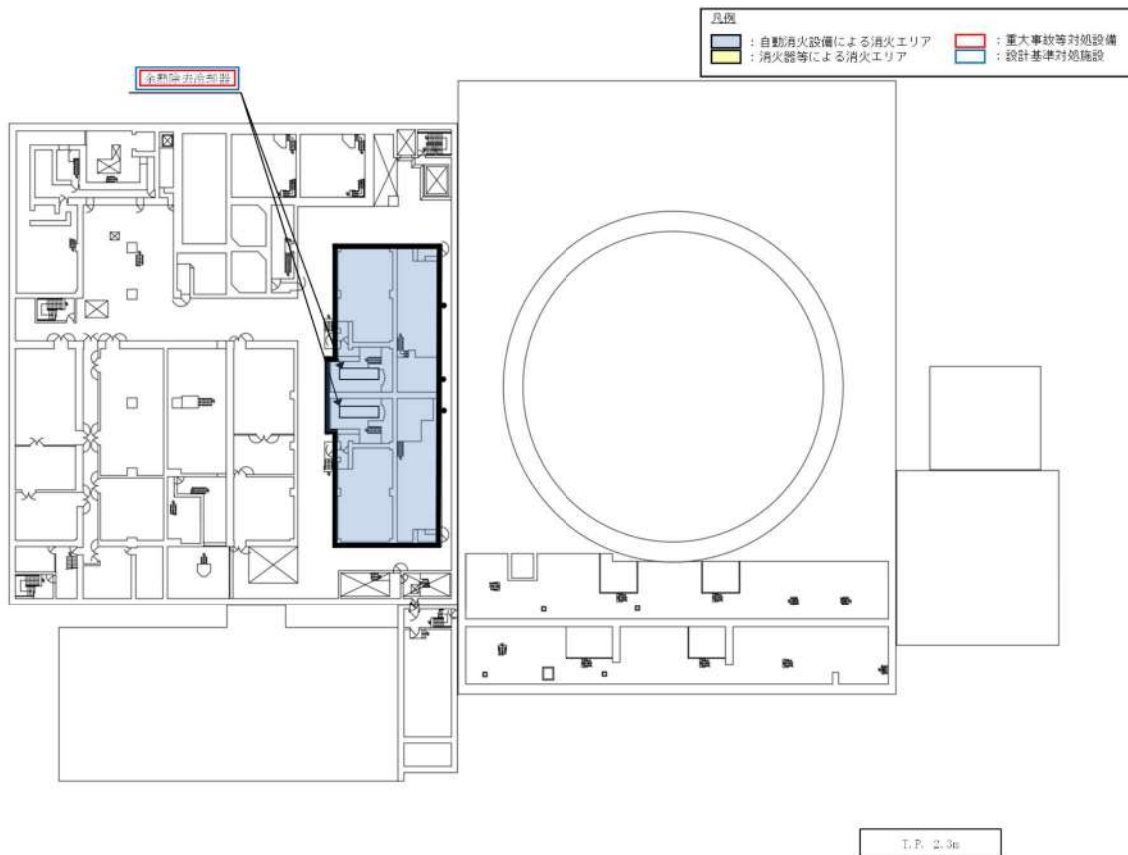 凡例
：自動消火設備による消火エリア
：消火器等による消火エリア
：重大事故等対処設備
：設計基準対処施設
余熱除去冷却器
T.P. 2.3m